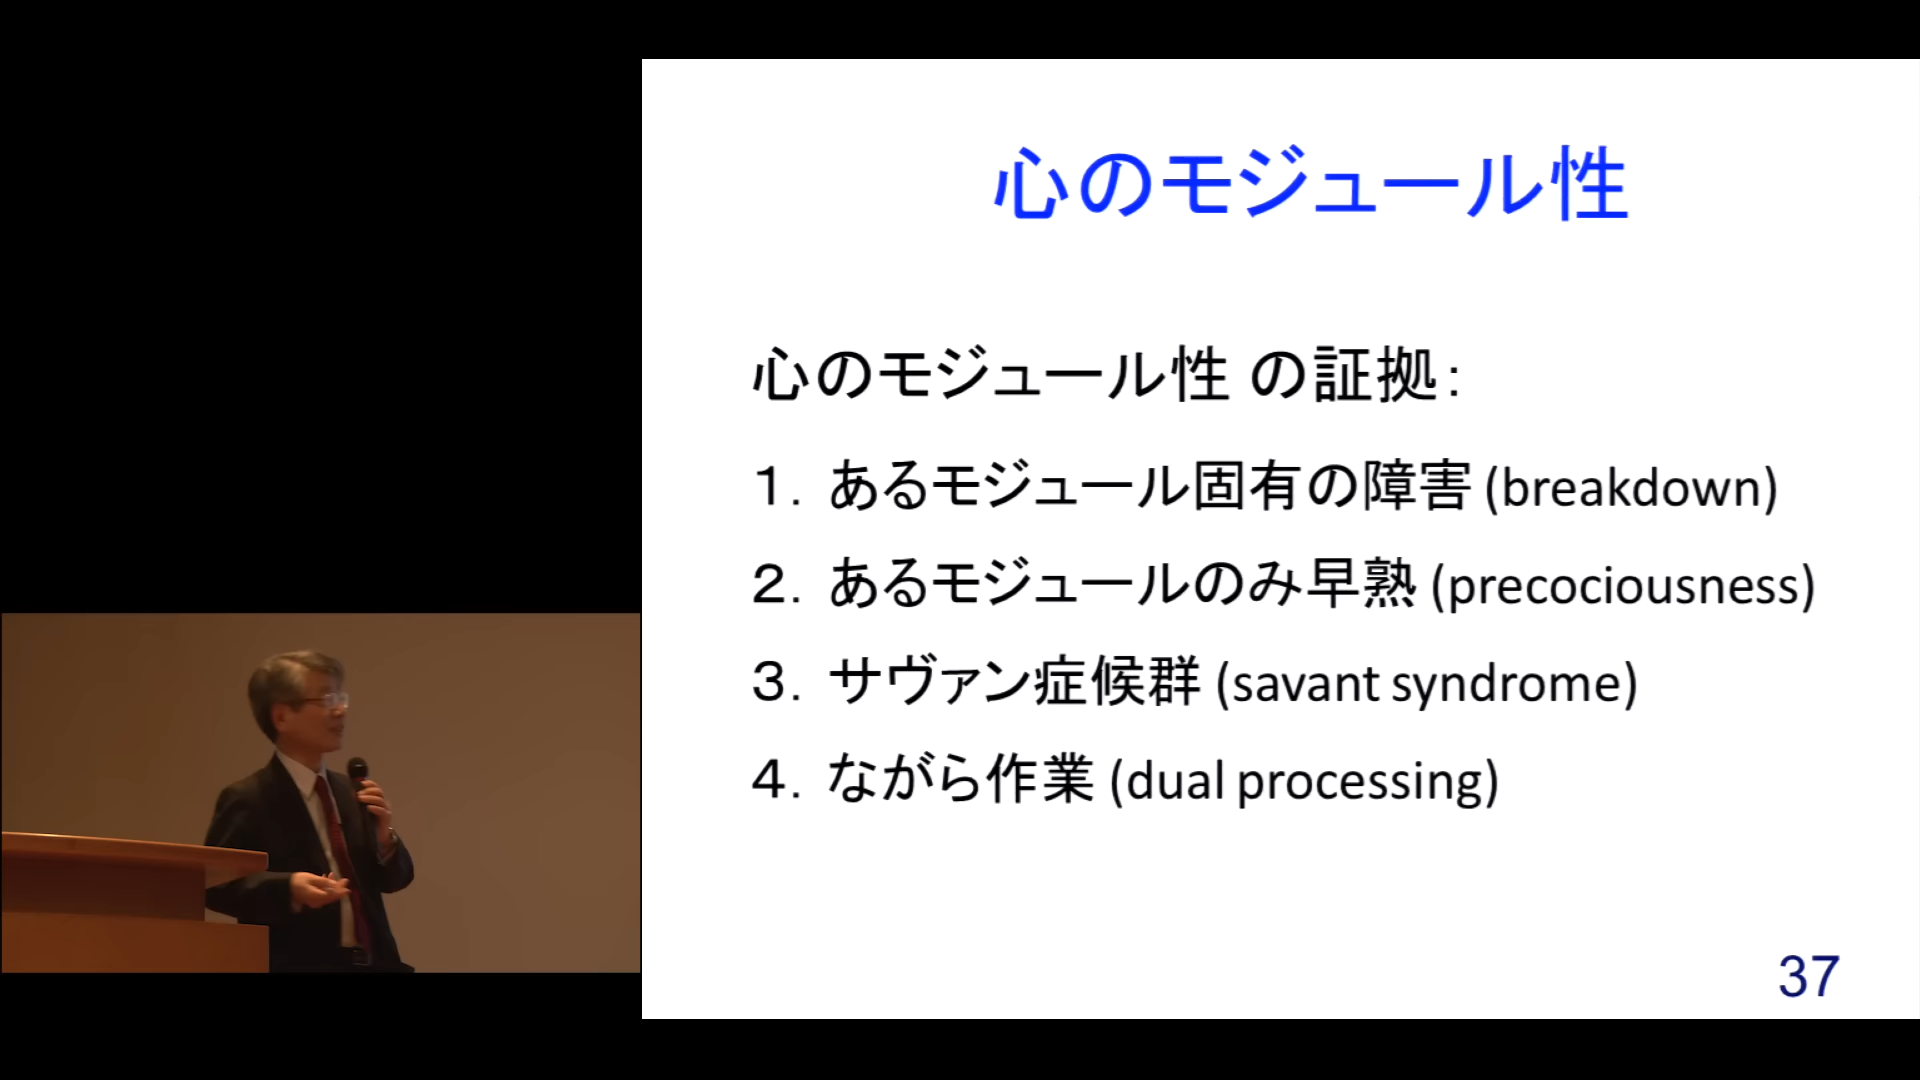 心のモジュール性
心のモジュール性 の証拠：
１．あるモジュール固有の障害 (breakdown)
２．あるモジュールのみ早熟 (precociousness)
３．サヴァン症候群 (savant syndrome)
４．ながら作業 (dual processing)
37